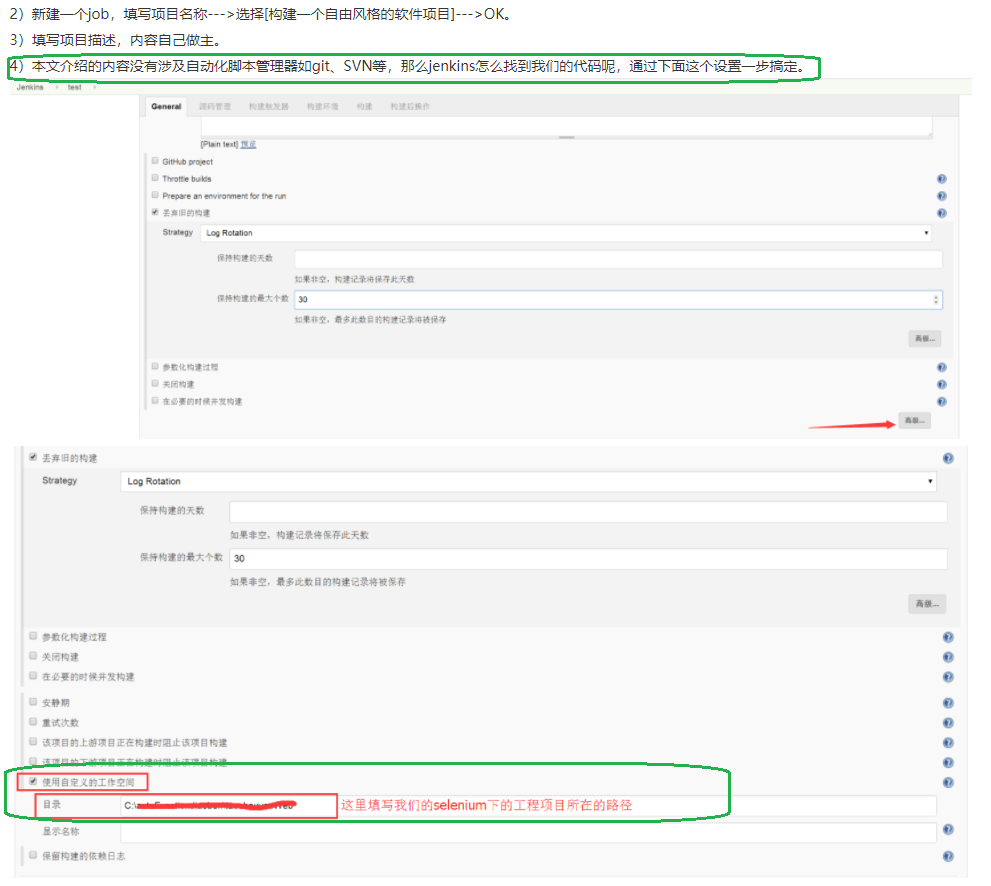 2）新建一个job，填写项目名称--->选择[构建一个自由风格的软件项目]--->OK。
3）填写项目描述，内容自己做主。
4）本文介绍的内容没有涉及自动化脚本管理器如git、SVN等，那么jenkins怎么找到我们的代码呢，通过下面这个设置一步搞定。
Jenkins test
General 源码管理 构建触发器 构建环境 构建 构建后操作
[Plain text] 预览
GitHub project
Throttle builds
Prepare an environment for the run
丢弃旧的构建
Strategy Log Rotation
保持构建的天数
如果非空，构建记录将保存此天数
保持构建的最大个数 30
如果非空，最多此数目的构建记录将被保存
高级...
参数化构建过程
关闭构建
在必要的时候并发构建
高级...
丢弃旧的构建
Strategy Log Rotation
保持构建的天数
如果非空，构建记录将保存此天数
保持构建的最大个数 30
如果非空，最多此数目的构建记录将被保存
高级...
参数化构建过程
关闭构建
在必要的时候并发构建
安静期
重试次数
该项目的上游项目正在构建时阻止该项目构建
该项目的下游项目正在构建时阻止该项目构建
使用自定义的工作空间
目录 C:\ 这里填写我们的selenium下的工程项目所在的路径
显示名称
保留构建的依赖日志